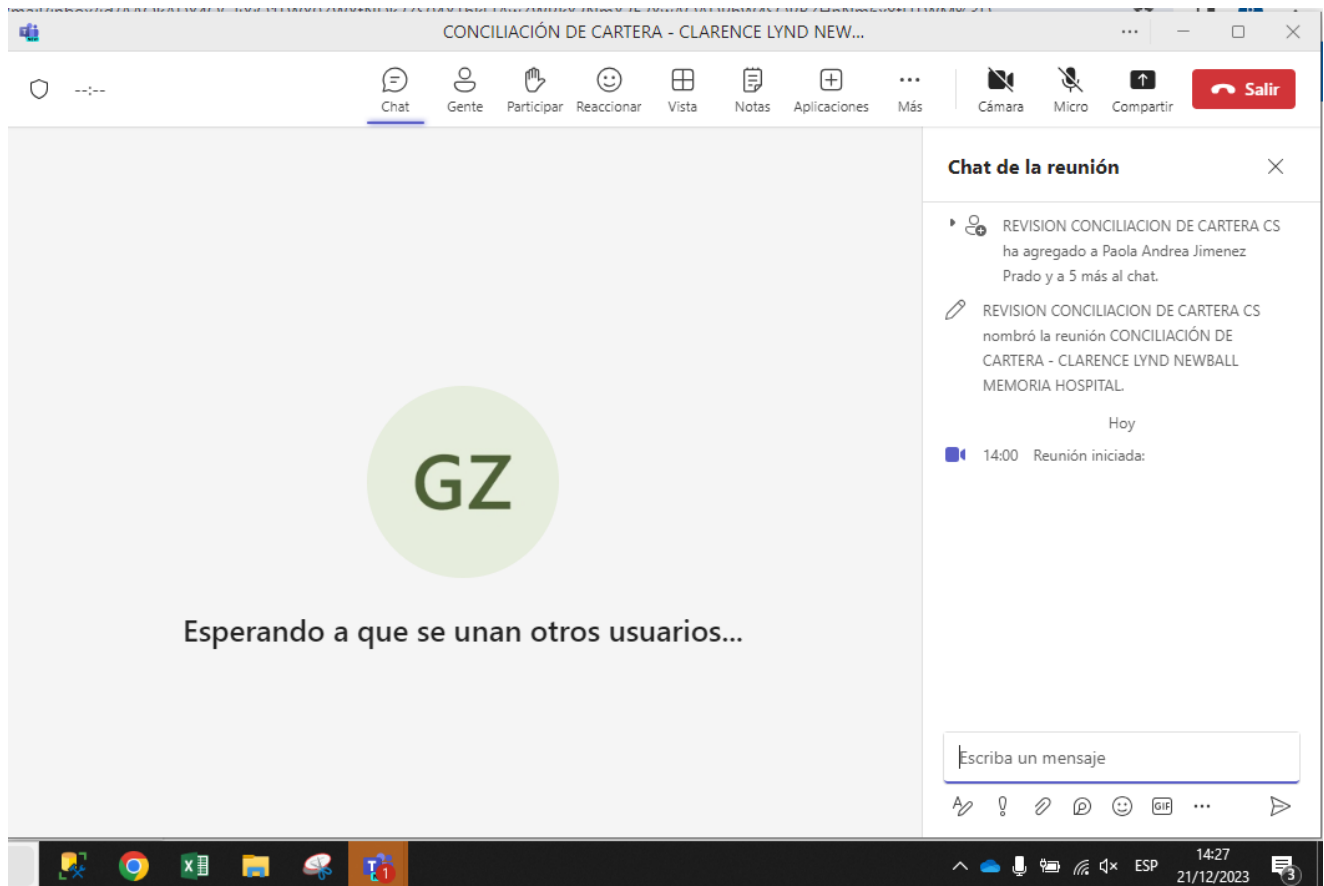 CONCILIACIÓN DE CARTERA - CLARENCE LYND NEW...
--:--
Chat
Gente
Participar
Reaccionar
Vista
Notas
Aplicaciones
Más
Cámara
Micro
Compartir
Salir
Chat de la reunión
REVISION CONCILIACION DE CARTERA CS
ha agregado a Paola Andrea Jimenez
Prado y a 5 más al chat.
REVISION CONCILIACION DE CARTERA CS
nombró la reunión CONCILIACIÓN DE
CARTERA - CLARENCE LYND NEWBALL
MEMORIA HOSPITAL.
Hoy
14:00 Reunión iniciada:
GZ
Esperando a que se unan otros usuarios...
Escriba un mensaje
GIF
1
ESP
14:27
21/12/2023
3